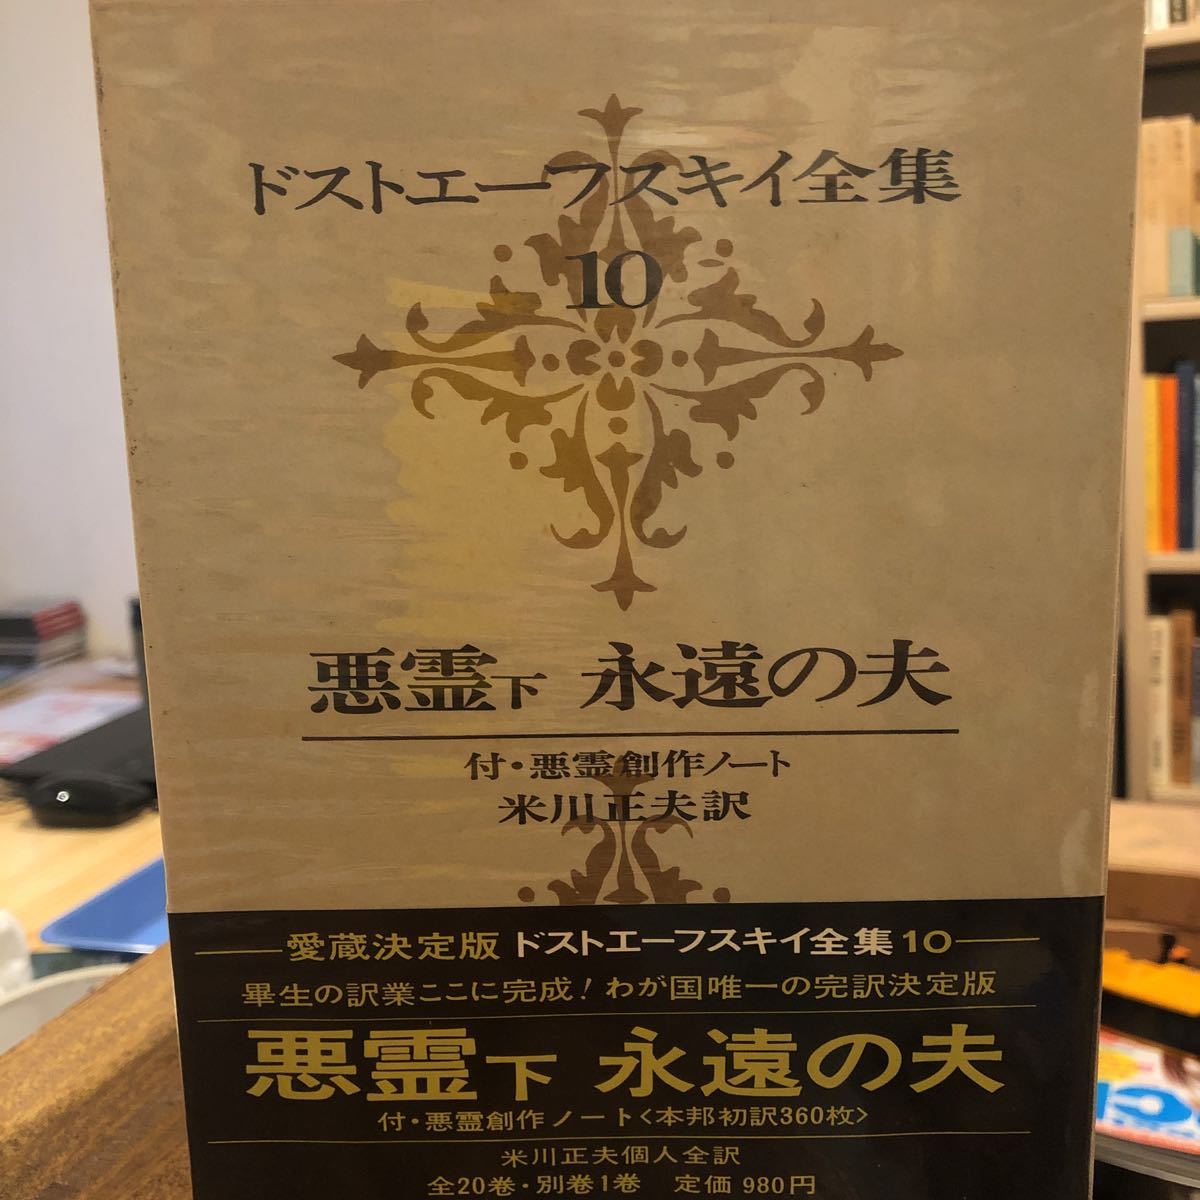 ドストエーフスキイ全集
10
悪霊下 永遠の夫
付・悪霊創作ノート
米川正夫訳
愛蔵決定版 ドストエーフスキイ全集10
畢生の訳業ここに完成!わが国唯一の完訳決定版
悪霊下 永遠の夫
付・悪霊創作ノート<本邦初訳360枚>
米川正夫個人全訳
全20巻・別巻1巻 定価 980円